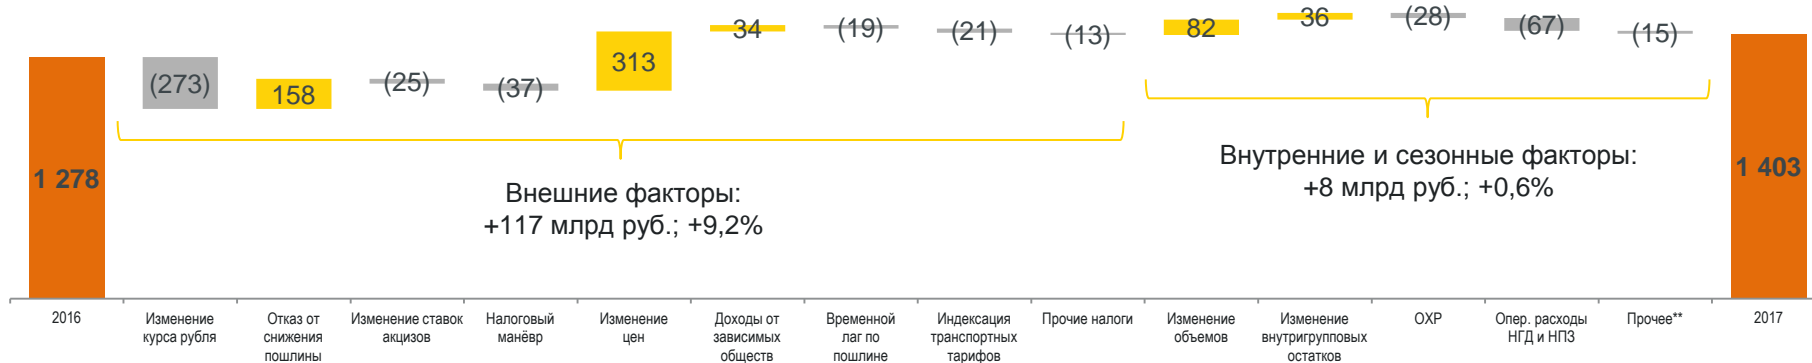 34
(19)
(21)
(13)
82
36
(28)
(67)
(15)
313
(273)
158
(25)
(37)
1 278
1 403
Внешние факторы:
+117 млрд руб.; +9,2%
Внутренние и сезонные факторы:
+8 млрд руб.; +0,6%
2016
Изменение
курса рубля
Отказ от
снижения
пошлины
Изменение ставок
акцизов
Налоговый
манёвр
Изменение
цен
Доходы от
зависимых
обществ
Временной
лаг по
пошлине
Индексация
транспортных
тарифов
Прочие налоги
Изменение
объемов
Изменение
внутригрупповых
остатков
ОХР
Опер. расходы
НГД и НПЗ
Прочее**
2017